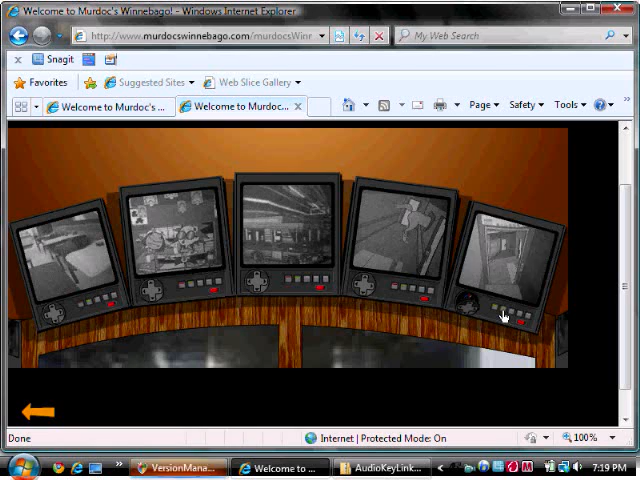 Welcome to Murdoc's Winnebago! - Windows Internet Explorer
http://www.murdocswinnebago.com/murdocsWinr
My Web Search
x Snagit
Favorites Suggested Sites Web Slice Gallery
Welcome to Murdoc's ... Welcome to Murdoc... x Page Safety Tools
Done Internet | Protected Mode: On 100%
VersionMana... Welcome to ... AudioKeyLink... 7:19 PM